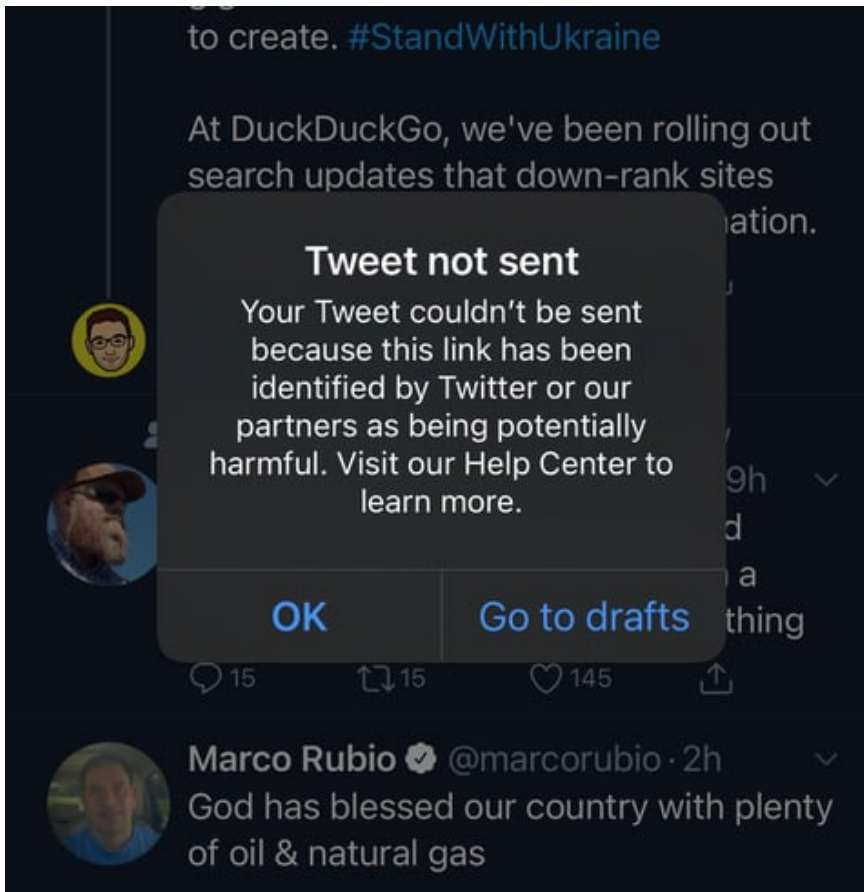 to create. #StandWithUkraine
At DuckDuckGo, we've been rolling out
search updates that down-rank sites
ation.
Tweet not sent
Your Tweet couldn't be sent
because this link has been
identified by Twitter or our
partners as being potentially
harmful. Visit our Help Center to
learn more.
9h
d
a
OK Go to drafts
thing
15 15 145
Marco Rubio @marcorubio · 2h
God has blessed our country with plenty
of oil & natural gas